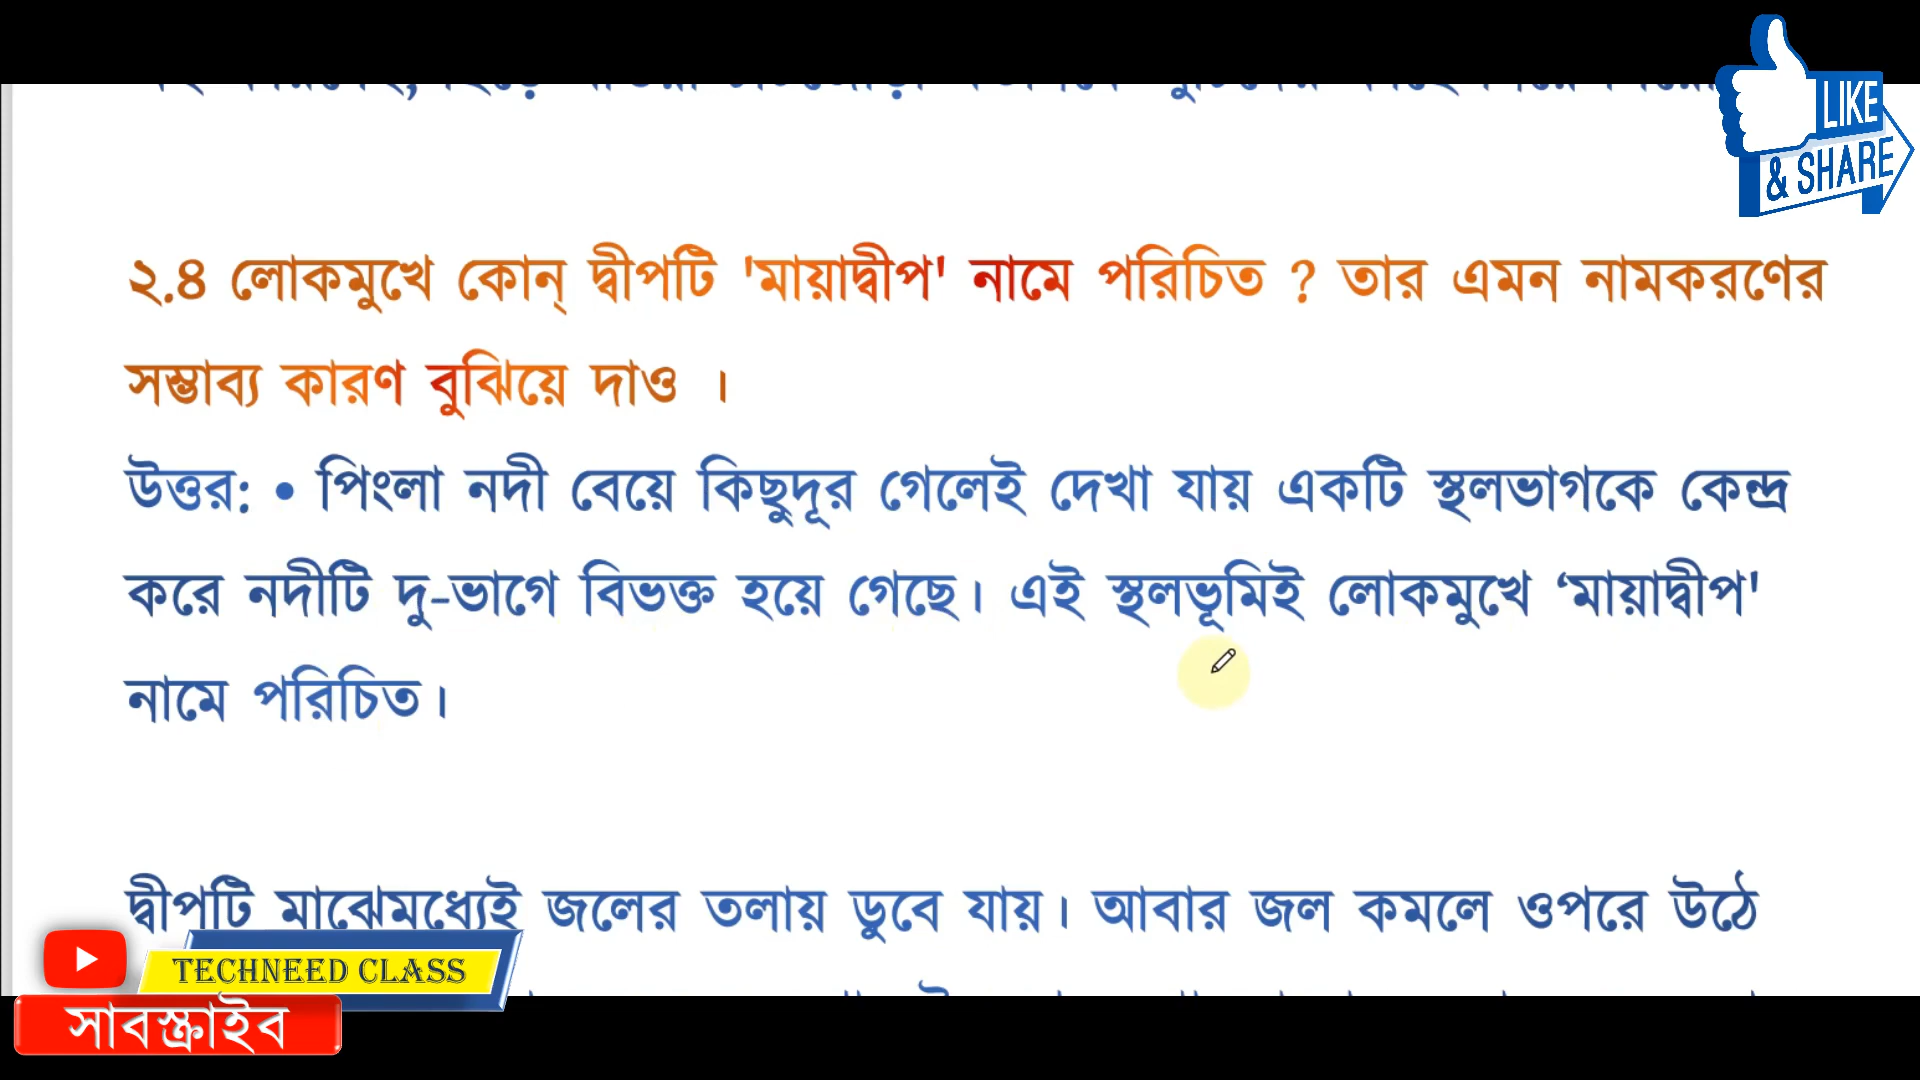 LIKE
& SHARE
২.৪ লোকমুখে কোন্ দ্বীপটি 'মায়াদ্বীপ' নামে পরিচিত ? তার এমন নামকরণের
সম্ভাব্য কারণ বুঝিয়ে দাও ।
উত্তর: • পিংলা নদী বেয়ে কিছুদূর গেলেই দেখা যায় একটি স্থলভাগকে কেন্দ্র
করে নদীটি দু-ভাগে বিভক্ত হয়ে গেছে। এই স্থলভূমিই লোকমুখে ‘মায়াদ্বীপ'
নামে পরিচিত।
দ্বীপটি মাঝেমধ্যেই জলের তলায় ডুবে যায়। আবার জল কমলে ওপরে উঠে
TECHNEED CLASS
সাবস্ক্রাইব